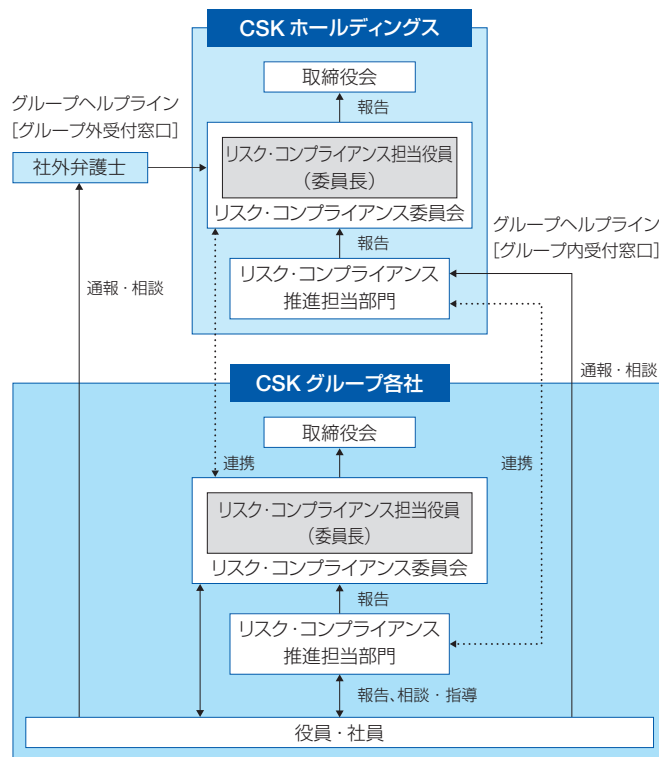 CSK ホールディングス
取締役会
報告
グループヘルプライン
[グループ外受付窓口]
社外弁護士
リスク・コンプライアンス担当役員
（委員長）
リスク・コンプライアンス委員会
報告
グループヘルプライン
[グループ内受付窓口]
リスク・コンプライアンス
推進担当部門
通報・相談
通報・相談
CSK グループ各社
取締役会
連携
連携
リスク・コンプライアンス担当役員
（委員長）
リスク・コンプライアンス委員会
報告
リスク・コンプライアンス
推進担当部門
報告、相談・指導
役員・社員